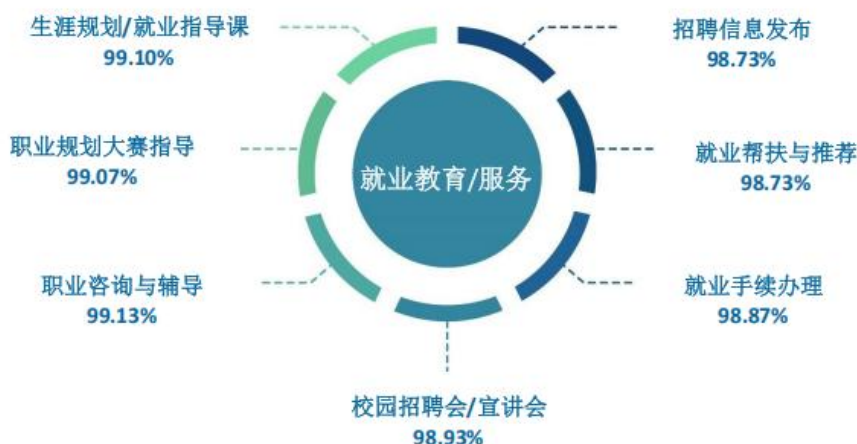 生涯规划/就业指导课
99.10%
招聘信息发布
98.73%
职业规划大赛指导
99.07%
就业教育/服务
就业帮扶与推荐
98.73%
职业咨询与辅导
99.13%
就业手续办理
98.87%
校园招聘会/宣讲会
98.93%